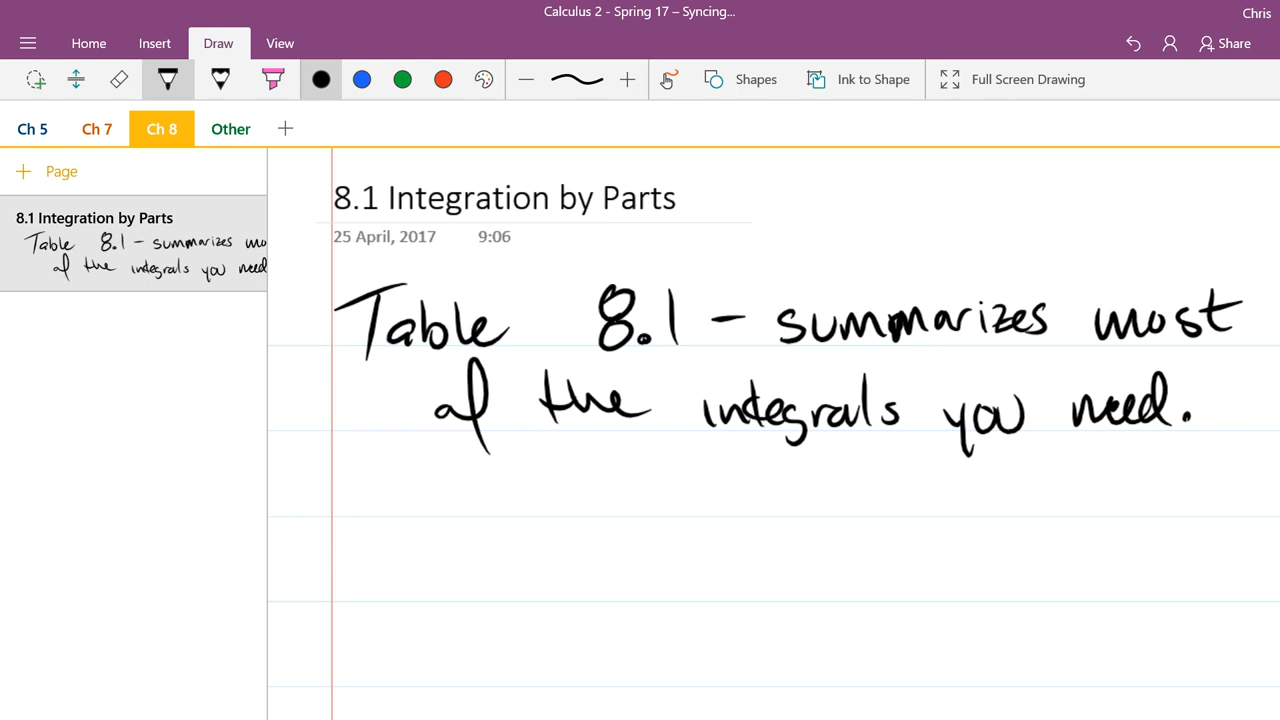 Calculus 2 - Spring 17 – Syncing...
Chris
Home Insert Draw View Share
Shapes Ink to Shape Full Screen Drawing
Ch 5 Ch 7 Ch 8 Other
Page
8.1 Integration by Parts
Table 8.1 - summarizes mo
of the integrals you need
8.1 Integration by Parts
25 April, 2017 9:06
Table 8.1 - summarizes most
of the integrals you need.